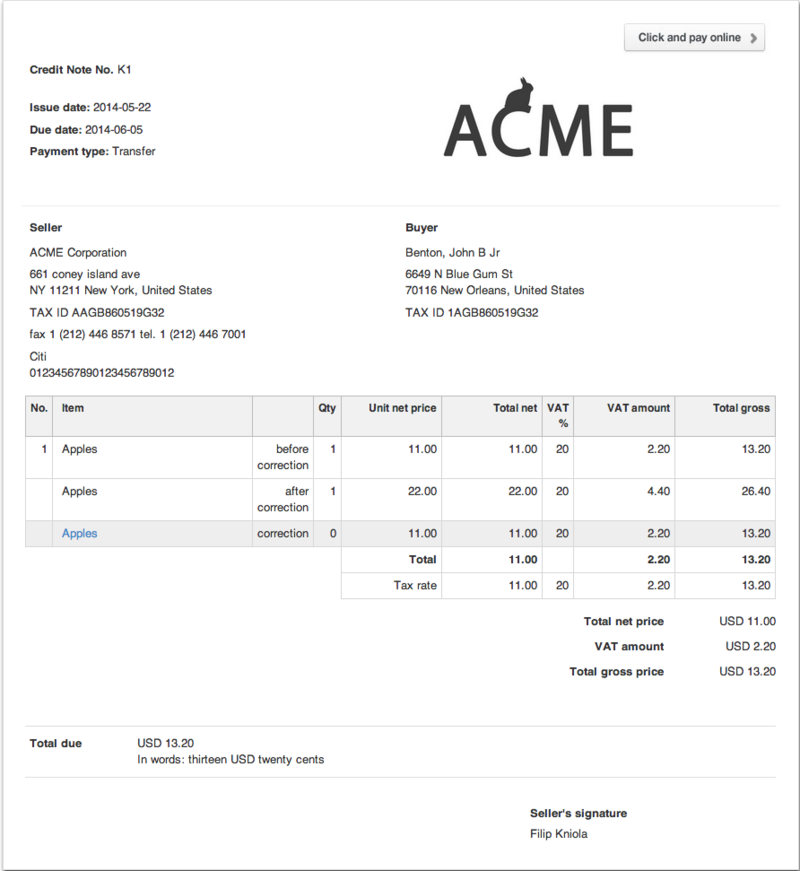 Click and pay online
Credit Note No. K1
Issue date: 2014-05-22
Due date: 2014-06-05
Payment type: Transfer
ACME
Seller
ACME Corporation
661 coney island ave
NY 11211 New York, United States
TAX ID AAGB860519G32
fax 1 (212) 446 8571 tel. 1 (212) 446 7001
Citi
01234567890123456789012
Buyer
Benton, John B Jr
6649 N Blue Gum St
70116 New Orleans, United States
TAX ID 1AGB860519G32
No. Item Qty Unit net price Total net VAT % VAT amount Total gross
1 Apples before correction 1 11.00 11.00 20 2.20 13.20
Apples after correction 1 22.00 22.00 20 4.40 26.40
Apples correction 0 11.00 11.00 20 2.20 13.20
Total 11.00 2.20 13.20
Tax rate 11.00 20 2.20 13.20
Total net price USD 11.00
VAT amount USD 2.20
Total gross price USD 13.20
Total due USD 13.20
In words: thirteen USD twenty cents
Seller's signature
Filip Kniola